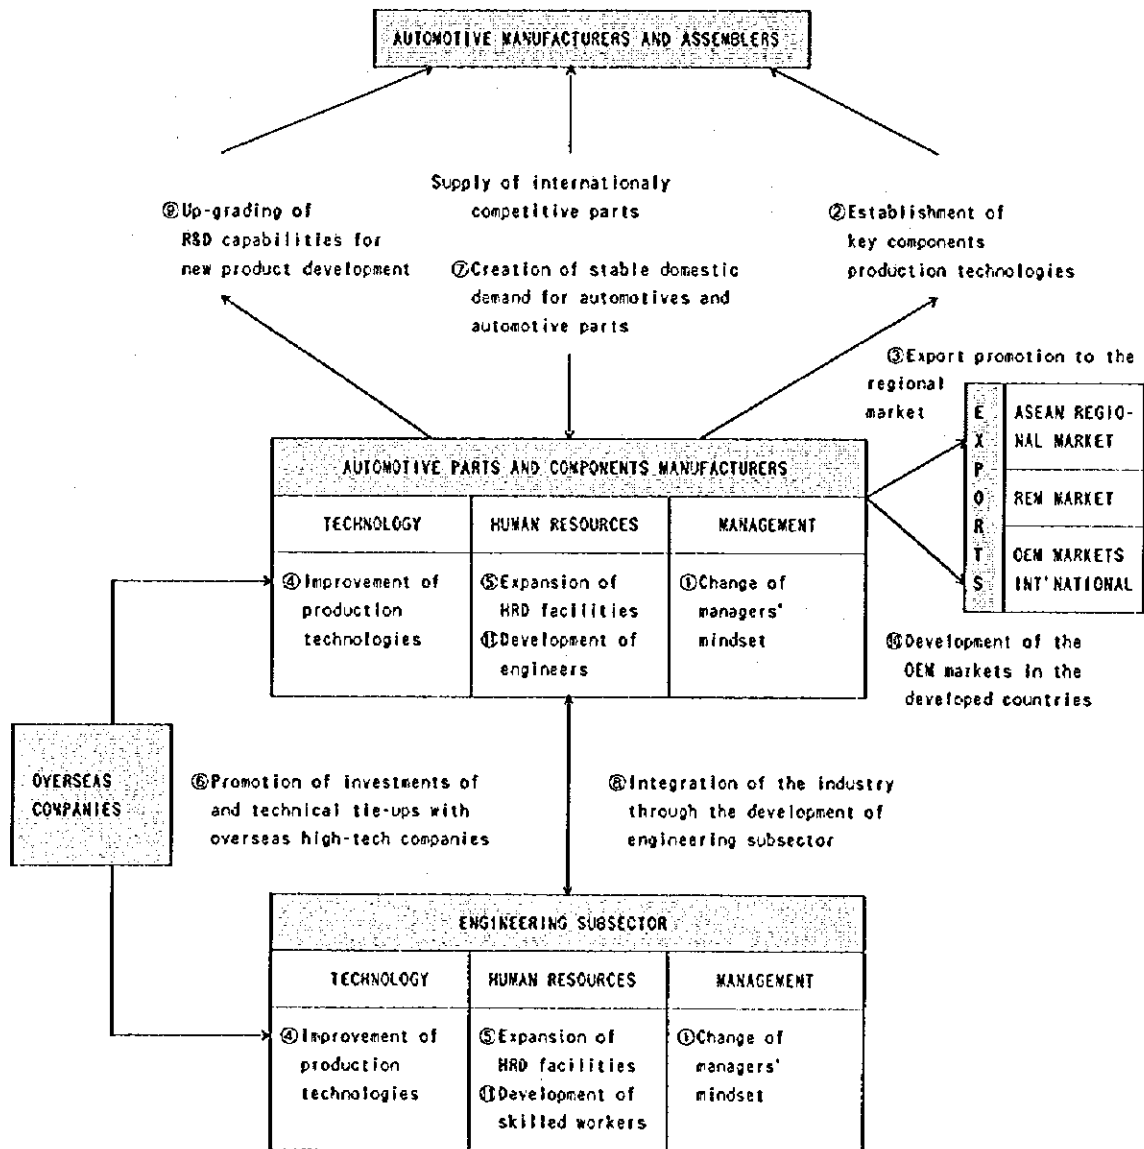 AUTOMOTIVE MANUFACTURERS AND ASSEMBLERS
Supply of internationaly
competitive parts
⑨Up-grading of
R&D capabilities for
new product development
②Establishment of
key components
production technologies
⑦Creation of stable domestic
demand for automotives and
automotive parts
③Export promotion to the
regional
market
EXPORTS
ASEAN REGIO-
NAL MARKET
REM MARKET
OEM MARKETS
INT'NATIONAL
AUTOMOTIVE PARTS AND COMPONENTS MANUFACTURERS
TECHNOLOGY
HUMAN RESOURCES
MANAGEMENT
④Improvement of
production
technologies
⑤Expansion of
HRD facilities
⑪Development of
engineers
①Change of
managers'
mindset
⑩Development of the
OEM markets in the
developed countries
OVERSEAS
COMPANIES
⑥Promotion of investments of
and technical tie-ups with
overseas high-tech companies
⑧Integration of the industry
through the development of
engineering subsector
ENGINEERING SUBSECTOR
TECHNOLOGY
HUMAN RESOURCES
MANAGEMENT
④Improvement of
production
technologies
⑤Expansion of
HRD facilities
⑪Development of
skilled workers
①Change of
managers'
mindset